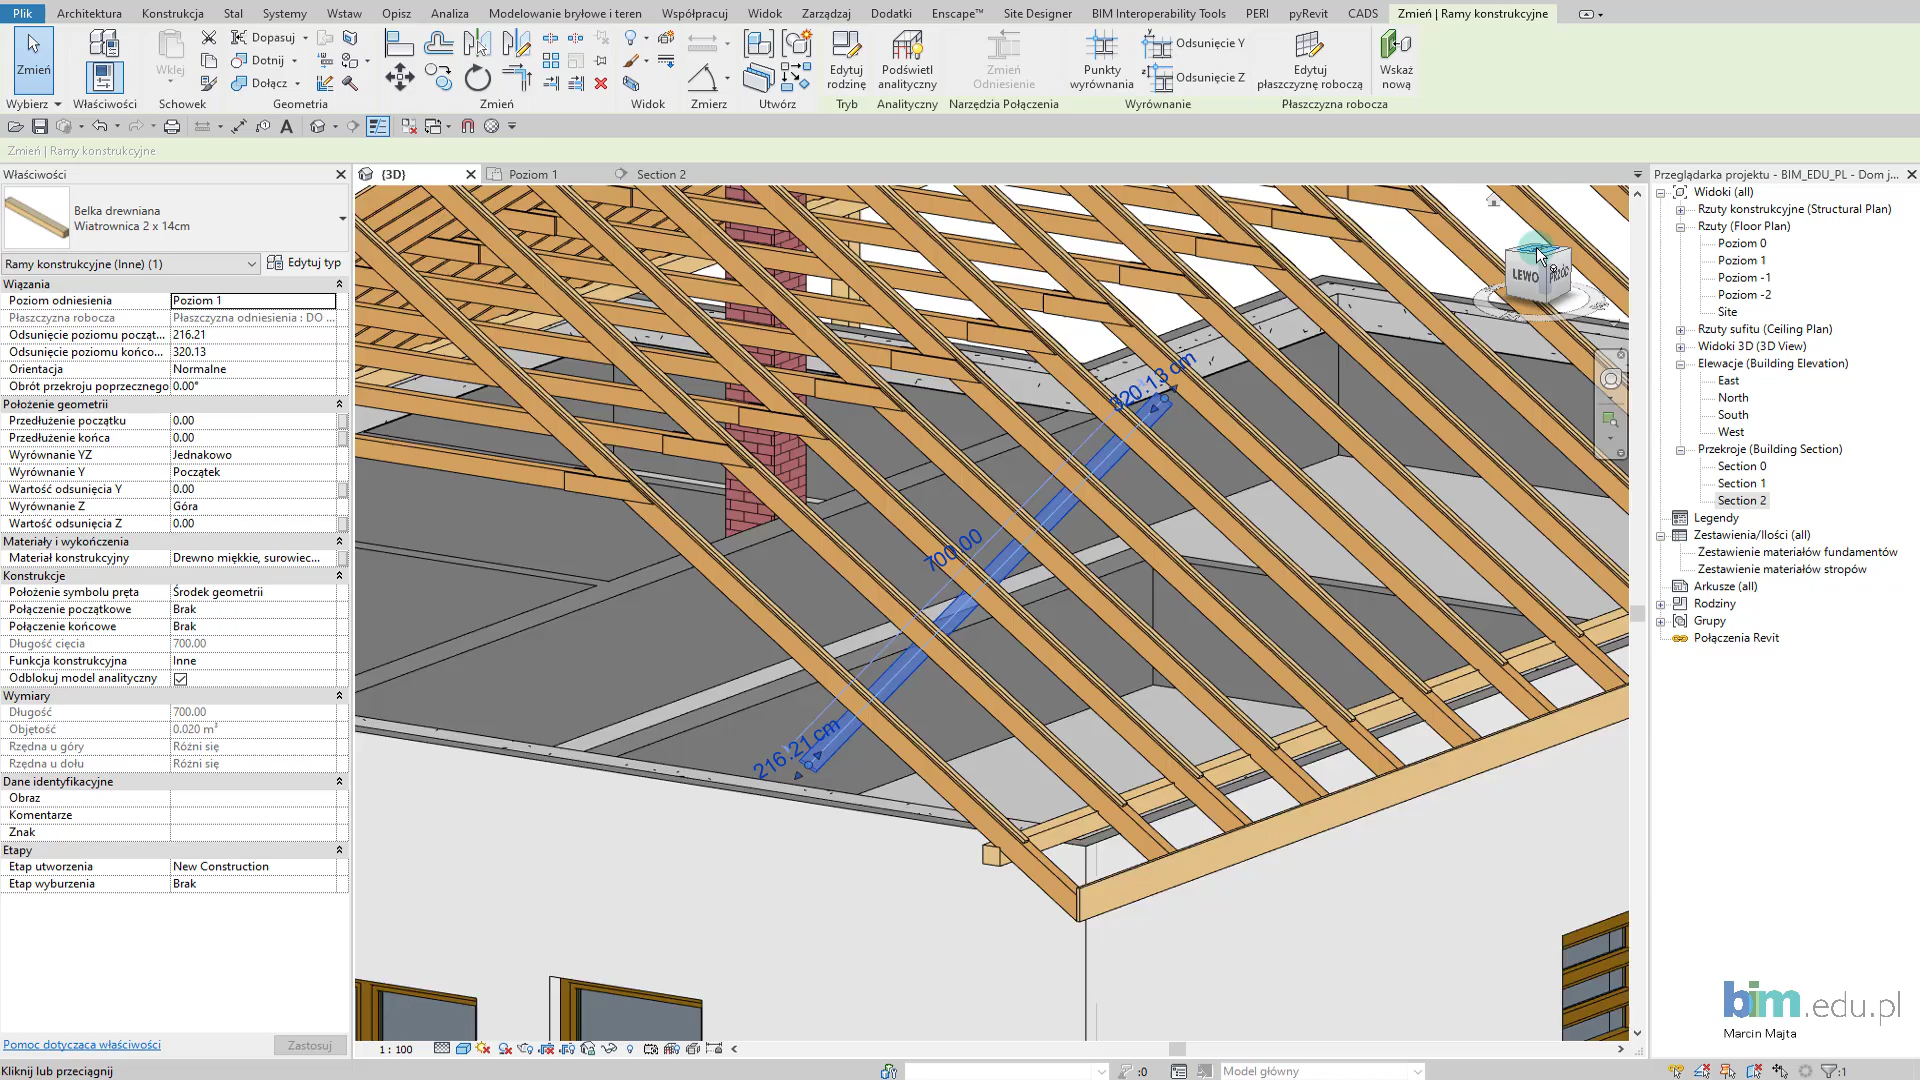 Plik Architektura Konstrukcja Stal Systemy Wstaw Opisz Analiza Modelowanie bryłowe i teren Współpracuj Widok Zarządzaj Dodatki Enscape™ Site Designer BIM Interoperability Tools PERI pyRevit CADS Zmień | Ramy konstrukcyjne
Zmień
Wklej
Dopasuj
Dotnij
Dołącz
Edytuj rodzinę
Podświetl analityczny
Zmień Odniesienie
Punkty wyrównania
Odsunięcie Y
Odsunięcie Z
Edytuj płaszczyznę roboczą
Wskaż nową
Wybierz Właściwości Schowek Geometria Zmień Widok Zmierz Utwórz Tryb Analityczny Narzędzia Połączenia Wyrównanie Płaszczyzna robocza
Zmień | Ramy konstrukcyjne
Właściwości
Belka drewniana
Wiatrownica 2 x 14cm
Ramy konstrukcyjne (Inne) (1) Edytuj typ
Wiązania
Poziom odniesienia Poziom 1
Płaszczyzna robocza Płaszczyzna odniesienia : DO ...
Odsunięcie poziomu począt... 216.21
Odsunięcie poziomu końco... 320.13
Orientacja Normalne
Obrót przekroju poprzecznego 0.00°
Położenie geometrii
Przedłużenie początku 0.00
Przedłużenie końca 0.00
Wyrównanie YZ Jednakowo
Wyrównanie Y Początek
Wartość odsunięcia Y 0.00
Wyrównanie Z Góra
Wartość odsunięcia Z 0.00
Materiały i wykończenia
Materiał konstrukcyjny Drewno miękkie, surowiec...
Konstrukcje
Położenie symbolu pręta Środek geometrii
Połączenie początkowe Brak
Połączenie końcowe Brak
Długość cięcia 700.00
Funkcja konstrukcyjna Inne
Odblokuj model analityczny
Wymiary
Długość 700.00
Objętość 0.020 m³
Rzędna u góry Różni się
Rzędna u dołu Różni się
Dane identyfikacyjne
Obraz
Komentarze
Znak
Etapy
Etap utworzenia New Construction
Etap wyburzenia Brak
Pomoc dotycząca właściwości Zastosuj
{3D} Poziom 1 Section 2
320.13 cm
700.00
216.21 cm
LEWO
1 : 100
Przeglądarka projektu - BIM_EDU_PL - Dom j...
Widoki (all)
Rzuty konstrukcyjne (Structural Plan)
Rzuty (Floor Plan)
Poziom 0
Poziom 1
Poziom -1
Poziom -2
Site
Rzuty sufitu (Ceiling Plan)
Widoki 3D (3D View)
Elewacje (Building Elevation)
East
North
South
West
Przekroje (Building Section)
Section 0
Section 1
Section 2
Legendy
Zestawienia/Ilości (all)
Zestawienie materiałów fundamentów
Zestawienie materiałów stropów
Arkusze (all)
Rodziny
Grupy
Połączenia Revit
bim.edu.pl
Marcin Majta
Kliknij lub przeciągnij
:0
Model główny
:1